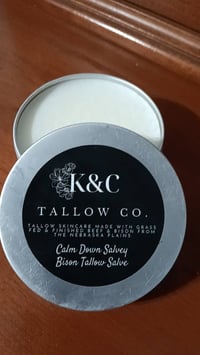 K&C
TALLOW CO.
TALLOW SKINCARE MADE WITH GRASS
FED & FINISHED BEEF & BISON FROM
THE NEBRASKA PLAINS
Calm Down Salvey
Bison Tallow Salve